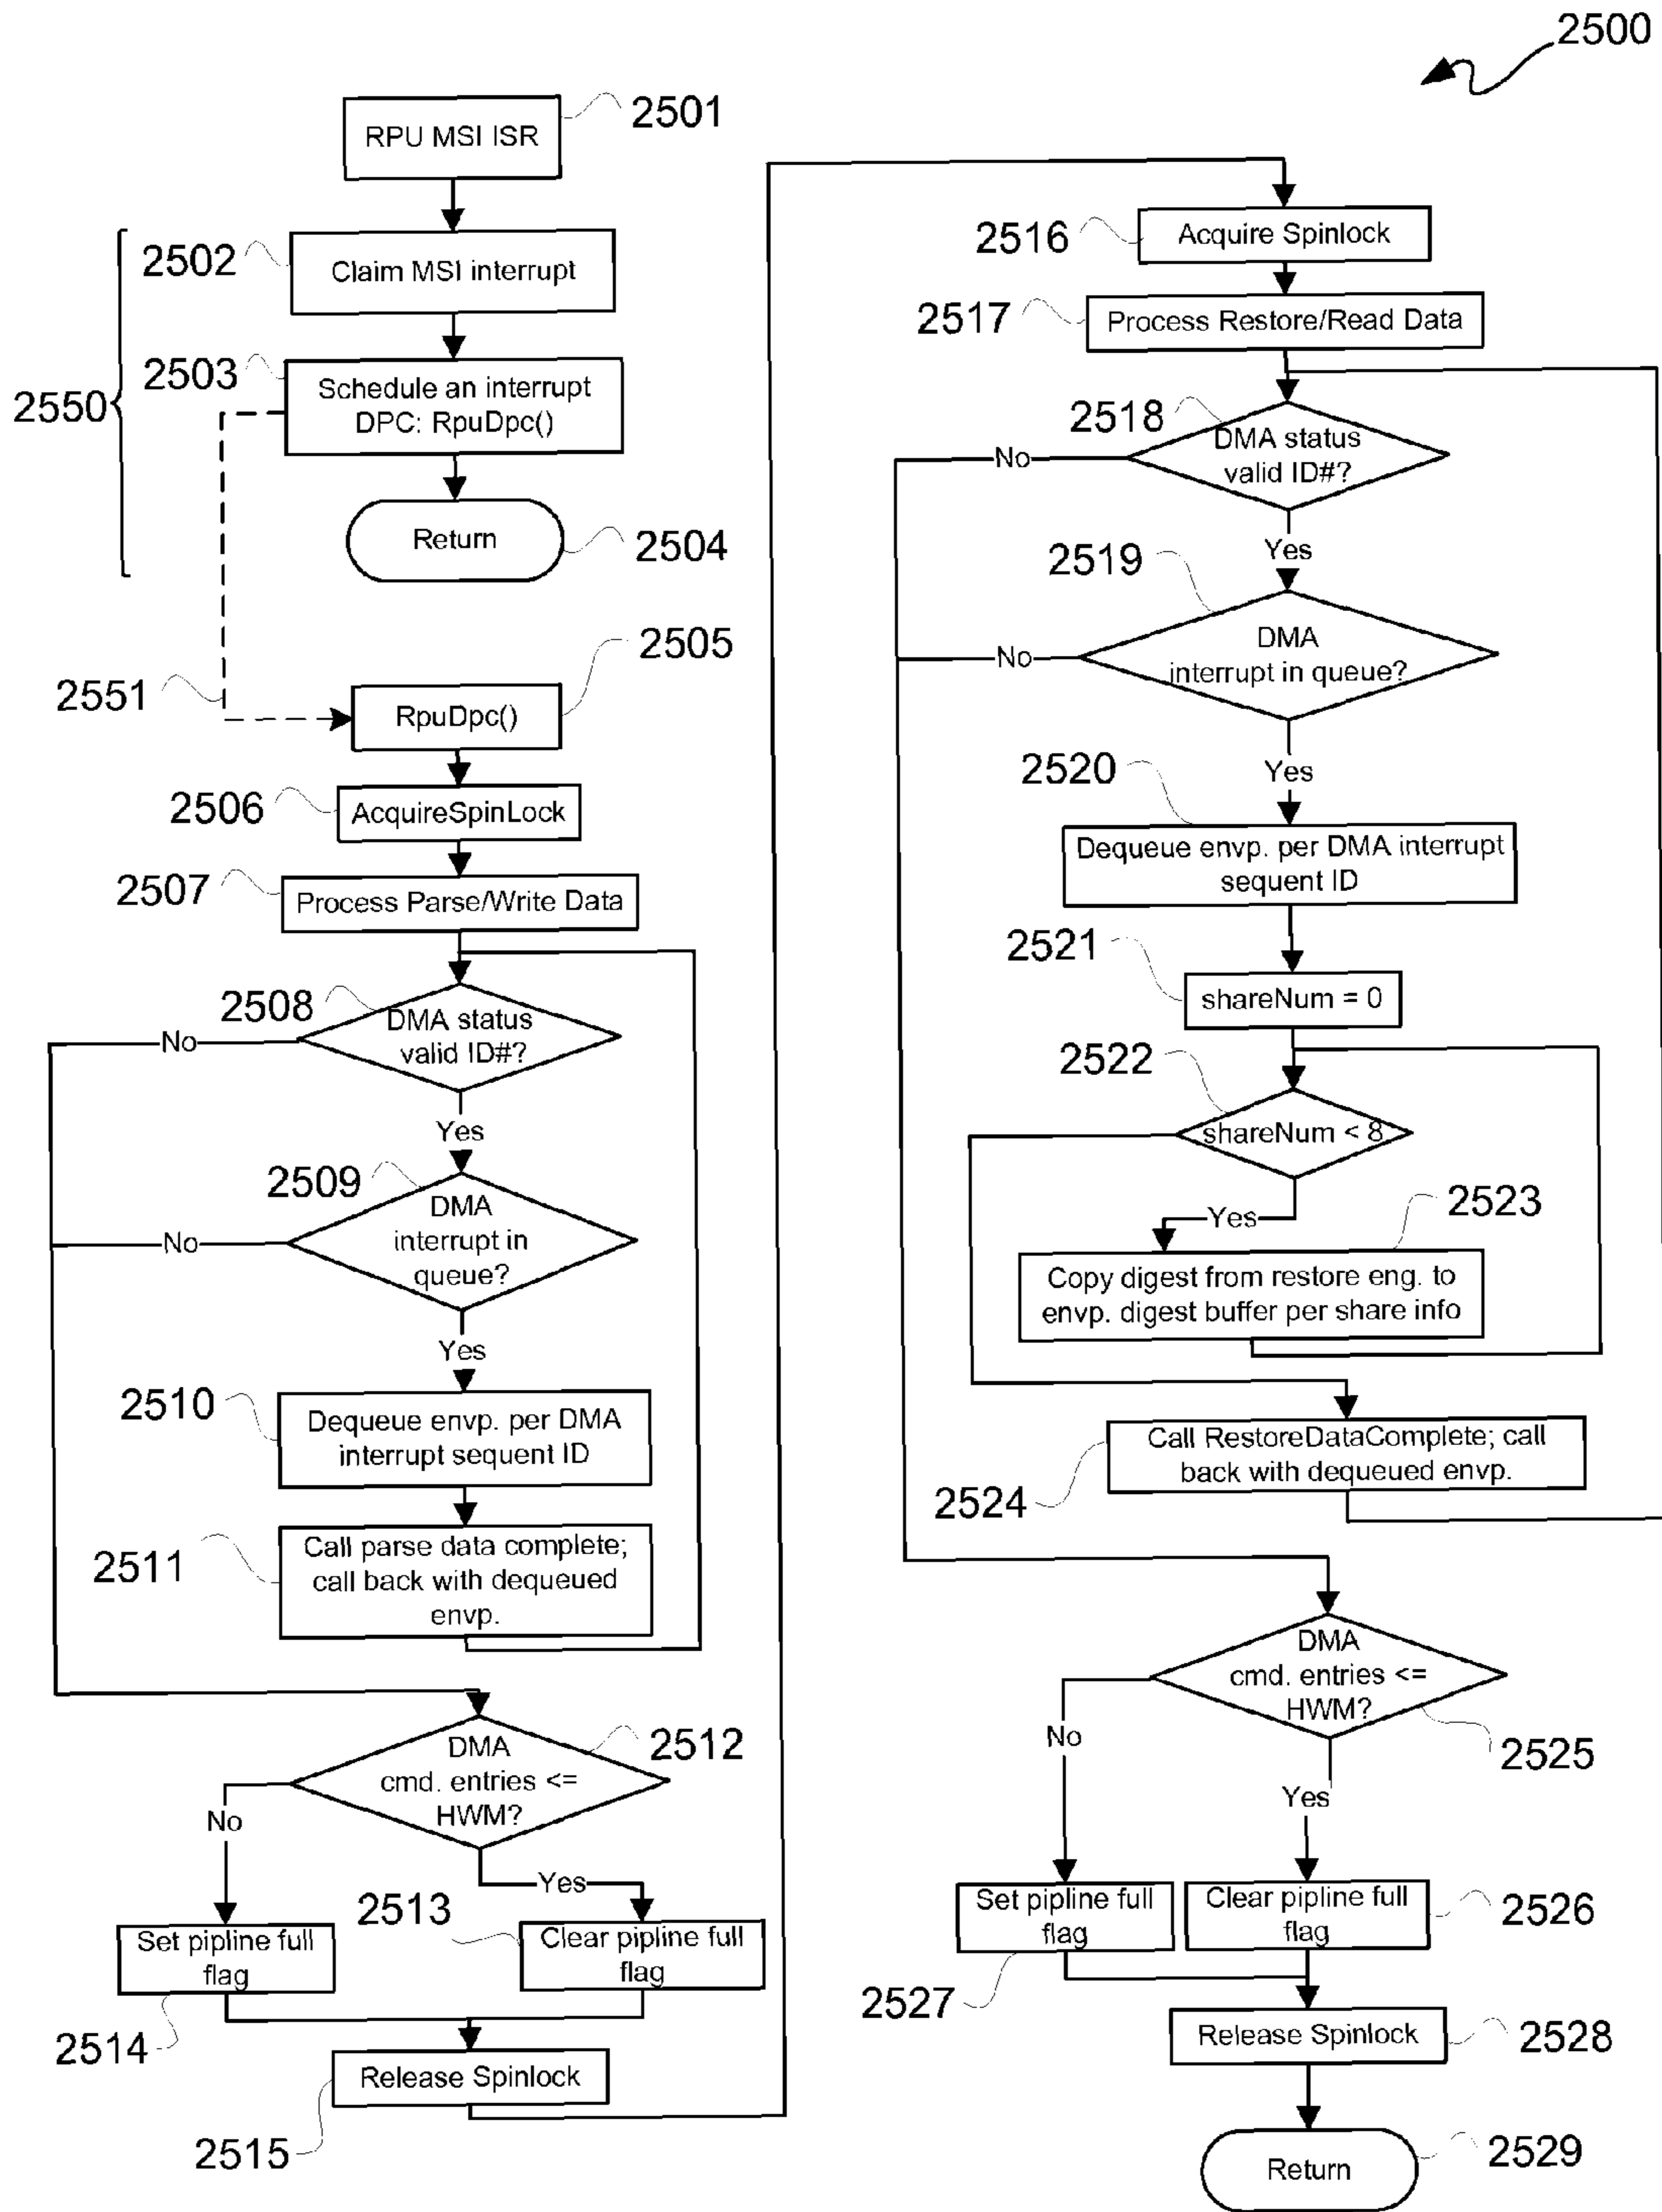 2500
RPU MSI ISR
2501
2502
Claim MSI interrupt
2550
2503
Schedule an interrupt
DPC: RpuDpc()
Return
2504
2551
2505
RpuDpc()
2506
AcquireSpinLock
2507
Process Parse/Write Data
2508
DMA status
valid ID#?
No
Yes
2509
DMA
interrupt in
queue?
No
Yes
2510
Dequeue envp. per DMA
interrupt sequent ID
2511
Call parse data complete;
call back with dequeued
envp.
2512
DMA
cmd. entries <=
HWM?
No
Yes
2513
Set pipline full
flag
Clear pipline full
flag
2514
Release Spinlock
2515
2516
Acquire Spinlock
2517
Process Restore/Read Data
2518
DMA status
valid ID#?
No
Yes
2519
DMA
interrupt in queue?
No
Yes
2520
Dequeue envp. per DMA interrupt
sequent ID
2521
shareNum = 0
2522
shareNum < 8
Yes
2523
Copy digest from restore eng. to
envp. digest buffer per share info
Call RestoreDataComplete; call
back with dequeued envp.
2524
DMA
cmd. entries <=
HWM?
2525
No
Yes
Set pipline full
flag
Clear pipline full
flag
2526
2527
Release Spinlock
2528
Return
2529